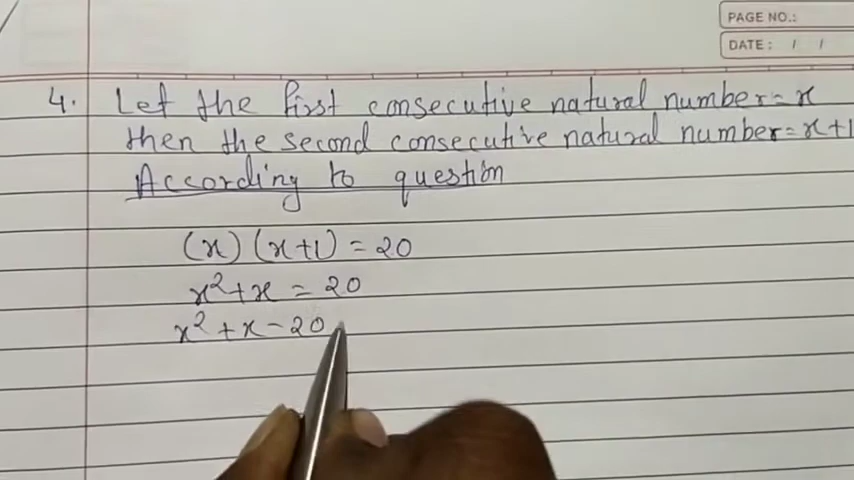 PAGE NO.:
DATE: / /
4. Let the first consecutive natural number = x
then the second consecutive natural number = x+1
According to question
(x) (x+1) = 20
x²+x = 20
x²+x-20